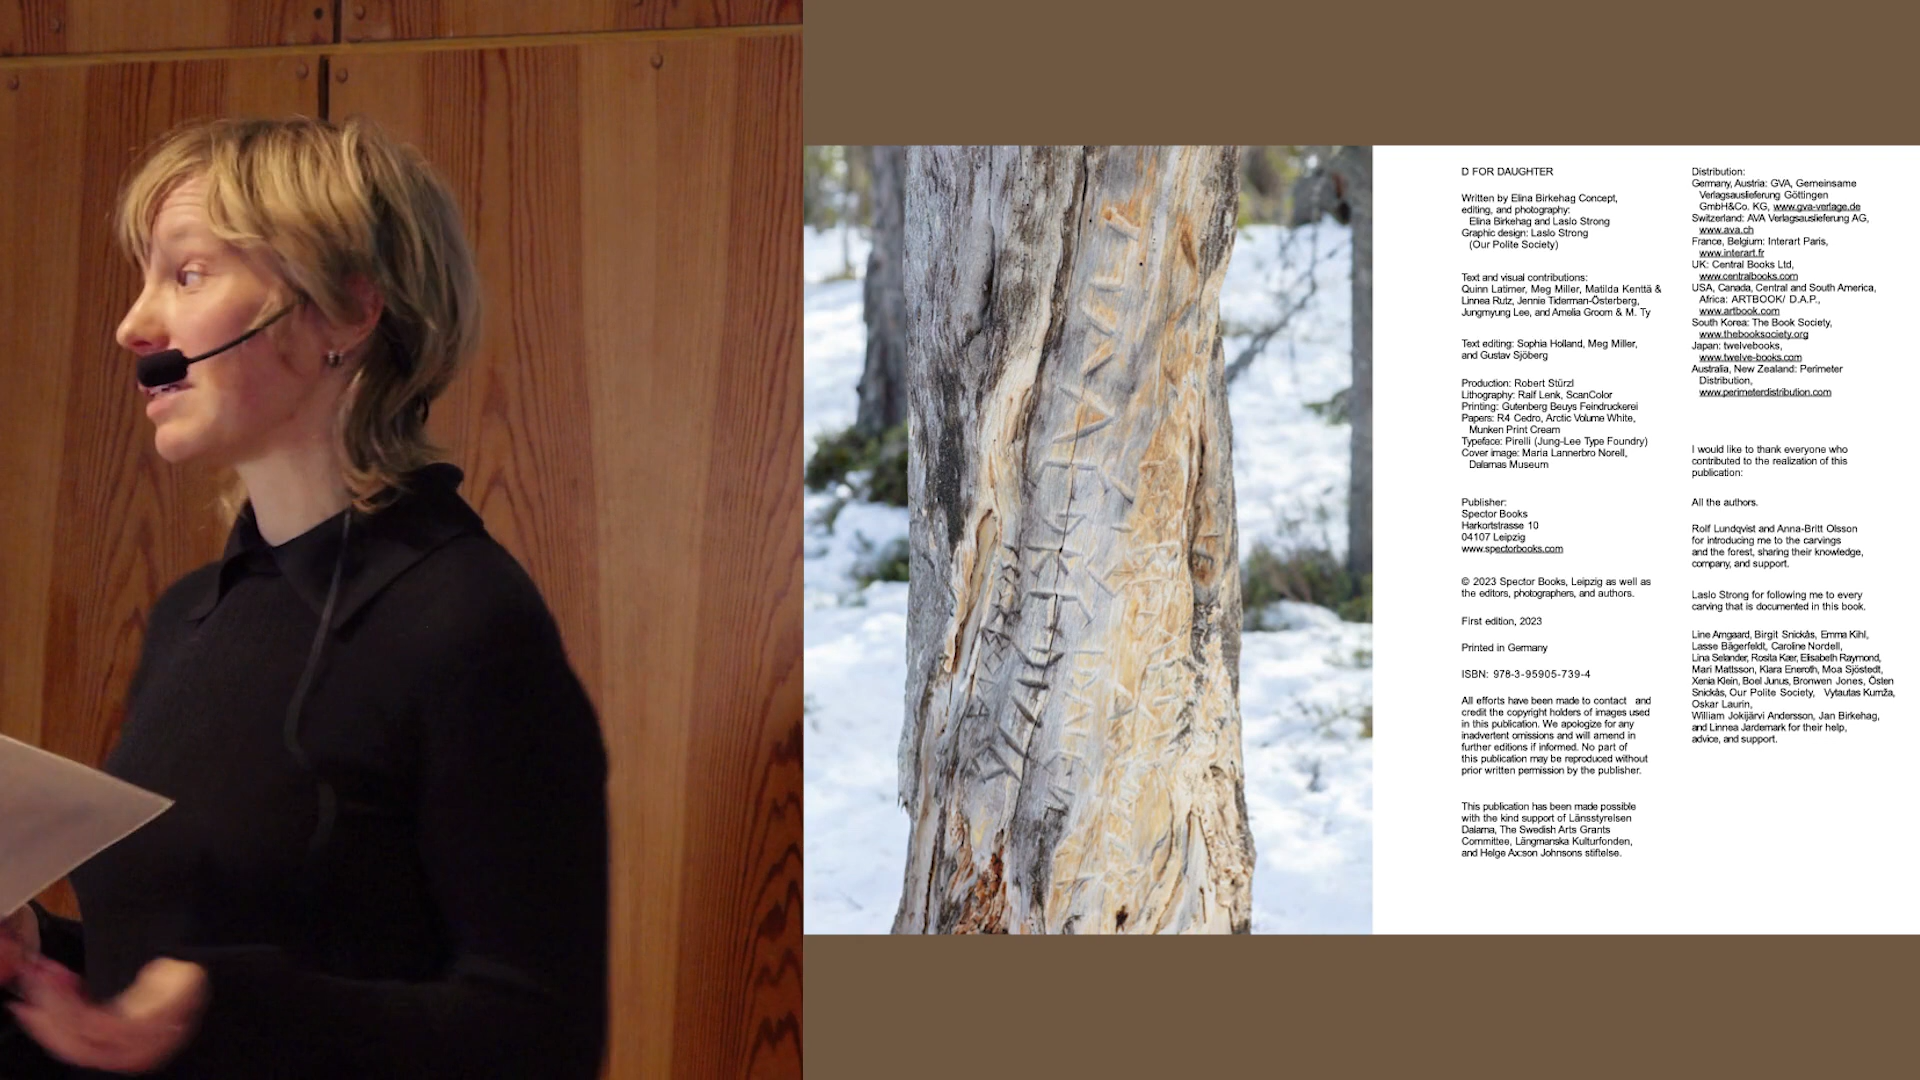 D FOR DAUGHTER
Written by Elina Birkehag Concept,
editing, and photography:
Elina Birkehag and Laslo Strong
Graphic design: Laslo Strong
(Our Polite Society)
Text and visual contributions:
Quinn Latimer, Meg Miller, Matilda Kenttä &
Linnea Rutz, Jennie Tiderman-Österberg,
Jungmyung Lee, and Amelia Groom & M. Ty
Text editing: Sophia Holland, Meg Miller,
and Gustav Sjöberg
Production: Robert Stürzl
Lithography: Ralf Lenk, ScanColor
Printing: Gutenberg Beuys Feindruckerei
Papers: R4 Cedro, Arctic Volume White,
Munken Print Cream
Typeface: Pirelli (Jung-Lee Type Foundry)
Cover image: Maria Lannerbro Norell,
Dalarnas Museum
Publisher:
Spector Books
Harkortstrasse 10
04107 Leipzig
www.spectorbooks.com
© 2023 Spector Books, Leipzig as well as
the editors, photographers, and authors.
First edition, 2023
Printed in Germany
ISBN: 978-3-95905-739-4
All efforts have been made to contact and
credit the copyright holders of images used
in this publication. We apologize for any
inadvertent omissions and will amend in
further editions if informed. No part of
this publication may be reproduced without
prior written permission by the publisher.
This publication has been made possible
with the kind support of Länsstyrelsen
Dalarna, The Swedish Arts Grants
Committee, Längmanska Kulturfonden,
and Helge Ax:son Johnsons stiftelse.
Distribution:
Germany, Austria: GVA, Gemeinsame
Verlagsauslieferung Göttingen
GmbH&Co. KG, www.gva-verlage.de
Switzerland: AVA Verlagsauslieferung AG,
www.ava.ch
France, Belgium: Interart Paris,
www.interart.fr
UK: Central Books Ltd,
www.centralbooks.com
USA, Canada, Central and South America,
Africa: ARTBOOK/ D.A.P.,
www.artbook.com
South Korea: The Book Society,
www.thebooksociety.org
Japan: twelvebooks,
www.twelve-books.com
Australia, New Zealand: Perimeter
Distribution,
www.perimeterdistribution.com
I would like to thank everyone who
contributed to the realization of this
publication:
All the authors.
Rolf Lundqvist and Anna-Britt Olsson
for introducing me to the carvings
and the forest, sharing their knowledge,
company, and support.
Laslo Strong for following me to every
carving that is documented in this book.
Line Arngaard, Birgit Snickås, Emma Kihl,
Lasse Bågerfeldt, Caroline Nordell,
Lina Selander, Rosita Kær, Elisabeth Raymond,
Mari Mattsson, Klara Eneroth, Moa Sjöstedt,
Xenia Klein, Boel Junus, Bronwen Jones, Östen
Snickås, Our Polite Society, Vytautas Kumža,
Oskar Laurin,
William Jokijärvi Andersson, Jan Birkehag,
and Linnea Jardemark for their help,
advice, and support.